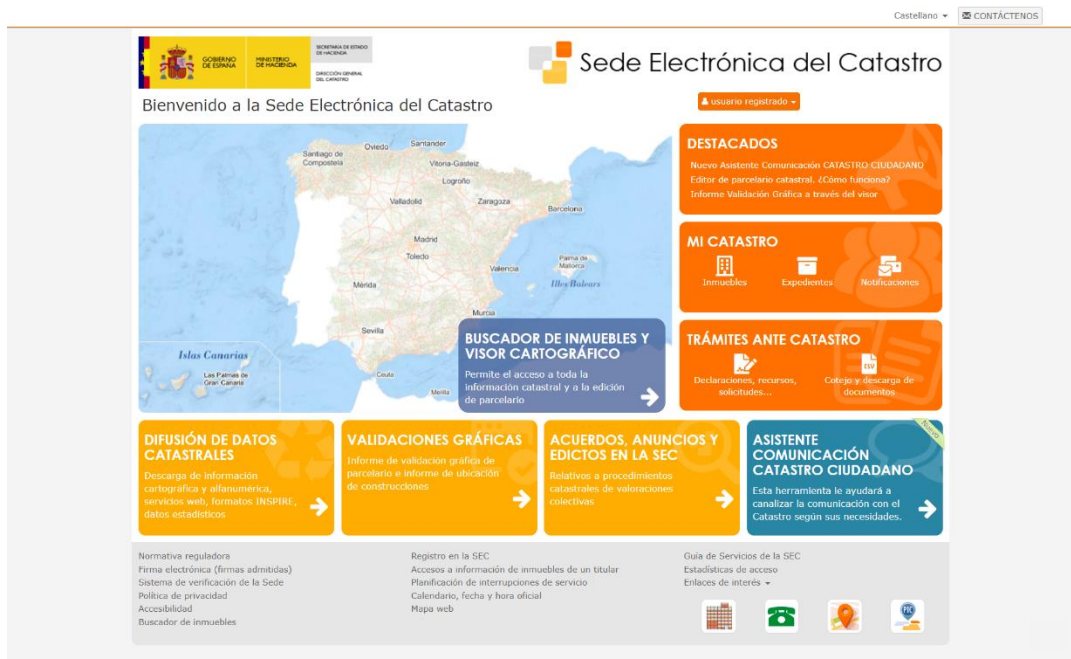 Castellano
CONTÁCTENOS
GOBIERNO
DE ESPAÑA
MINISTERIO
DE HACIENDA
SECRETARÍA DE ESTADO
DE HACIENDA
DIRECCIÓN GENERAL
DEL CATASTRO
Sede Electrónica del Catastro
Bienvenido a la Sede Electrónica del Catastro
usuario registrado
Santiago de
Compostela
Oviedo
Santander
Vitoria-Gasteiz
Logroño
Valladolid
Zaragoza
Barcelona
Madrid
Toledo
Palma de
Mallorca
Valencia
Illes Balears
Mérida
Murcia
Sevilla
Islas Canarias
Las Palmas de
Gran Canaria
Ceuta
Melilla
BUSCADOR DE INMUEBLES Y
VISOR CARTOGRÁFICO
Permite el acceso a toda la
información catastral y a la edición
de parcelario
DESTACADOS
Nuevo Asistente Comunicación CATASTRO CIUDADANO
Editor de parcelario catastral. ¿Cómo funciona?
Informe Validación Gráfica a través del visor
MI CATASTRO
Inmuebles
Expedientes
Notificaciones
TRÁMITES ANTE CATASTRO
CSV
Declaraciones, recursos,
solicitudes...
Cotejo y descarga de
documentos
DIFUSIÓN DE DATOS
CATASTRALES
Descarga de información
cartográfica y alfanumérica,
servicios web, formatos INSPIRE,
datos estadísticos
VALIDACIONES GRÁFICAS
Informe de validación gráfica de
parcelario e informe de ubicación
de construcciones
ACUERDOS, ANUNCIOS Y
EDICTOS EN LA SEC
Relativos a procedimientos
catastrales de valoraciones
colectivas
Nuevo
ASISTENTE
COMUNICACIÓN
CATASTRO CIUDADANO
Esta herramienta le ayudará a
canalizar la comunicación con el
Catastro según sus necesidades.
Normativa reguladora
Firma electrónica (firmas admitidas)
Sistema de verificación de la Sede
Política de privacidad
Accesibilidad
Buscador de inmuebles
Registro en la SEC
Accesos a información de inmuebles de un titular
Planificación de interrupciones de servicio
Calendario, fecha y hora oficial
Mapa web
Guía de Servicios de la SEC
Estadísticas de acceso
Enlaces de interés
PIC